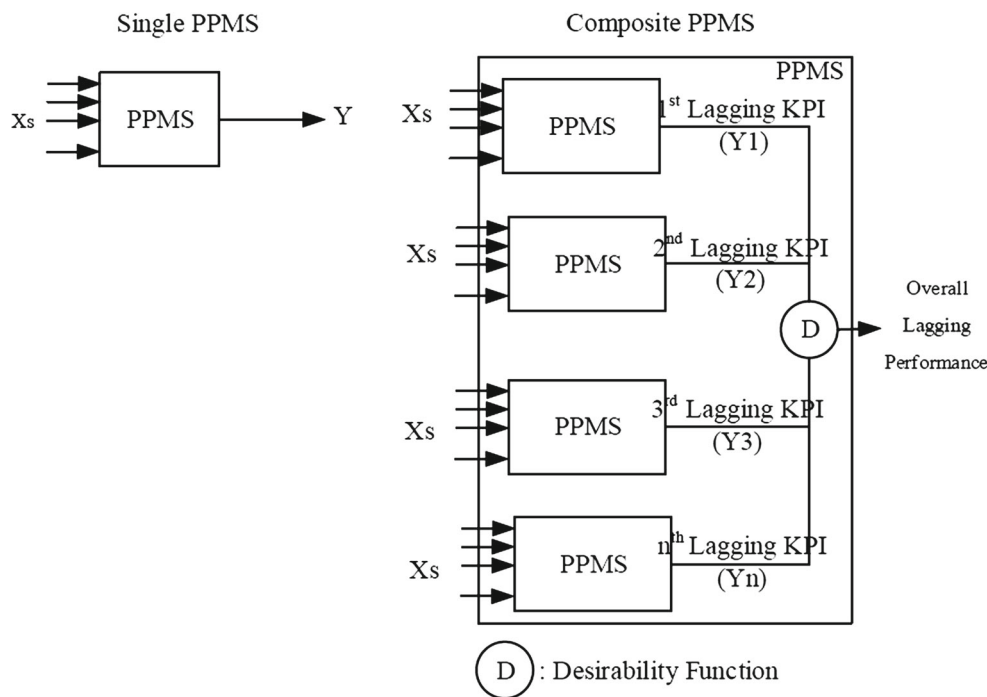 Single PPMS
Xs
PPMS
Y
Composite PPMS
PPMS
Xs
PPMS
1st Lagging KPI
(Y1)
Xs
PPMS
2nd Lagging KPI
(Y2)
Xs
PPMS
3rd Lagging KPI
(Y3)
Xs
PPMS
nth Lagging KPI
(Yn)
D
Overall
Lagging
Performance
D : Desirability Function